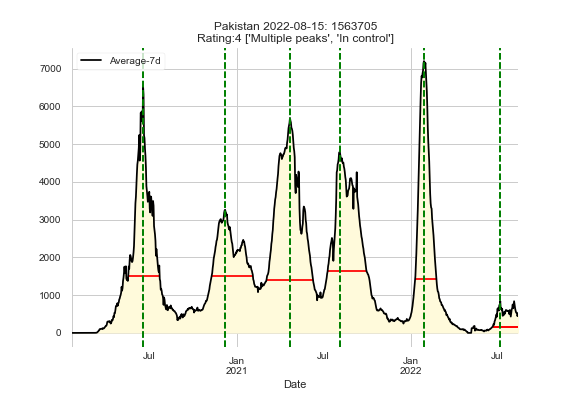 Pakistan 2022-08-15: 1563705
Rating:4 ['Multiple peaks', 'In control']
Average-7d
7000
6000
5000
4000
3000
2000
1000
0
Jul
Jan
2021
Jul
Jan
2022
Jul
Date